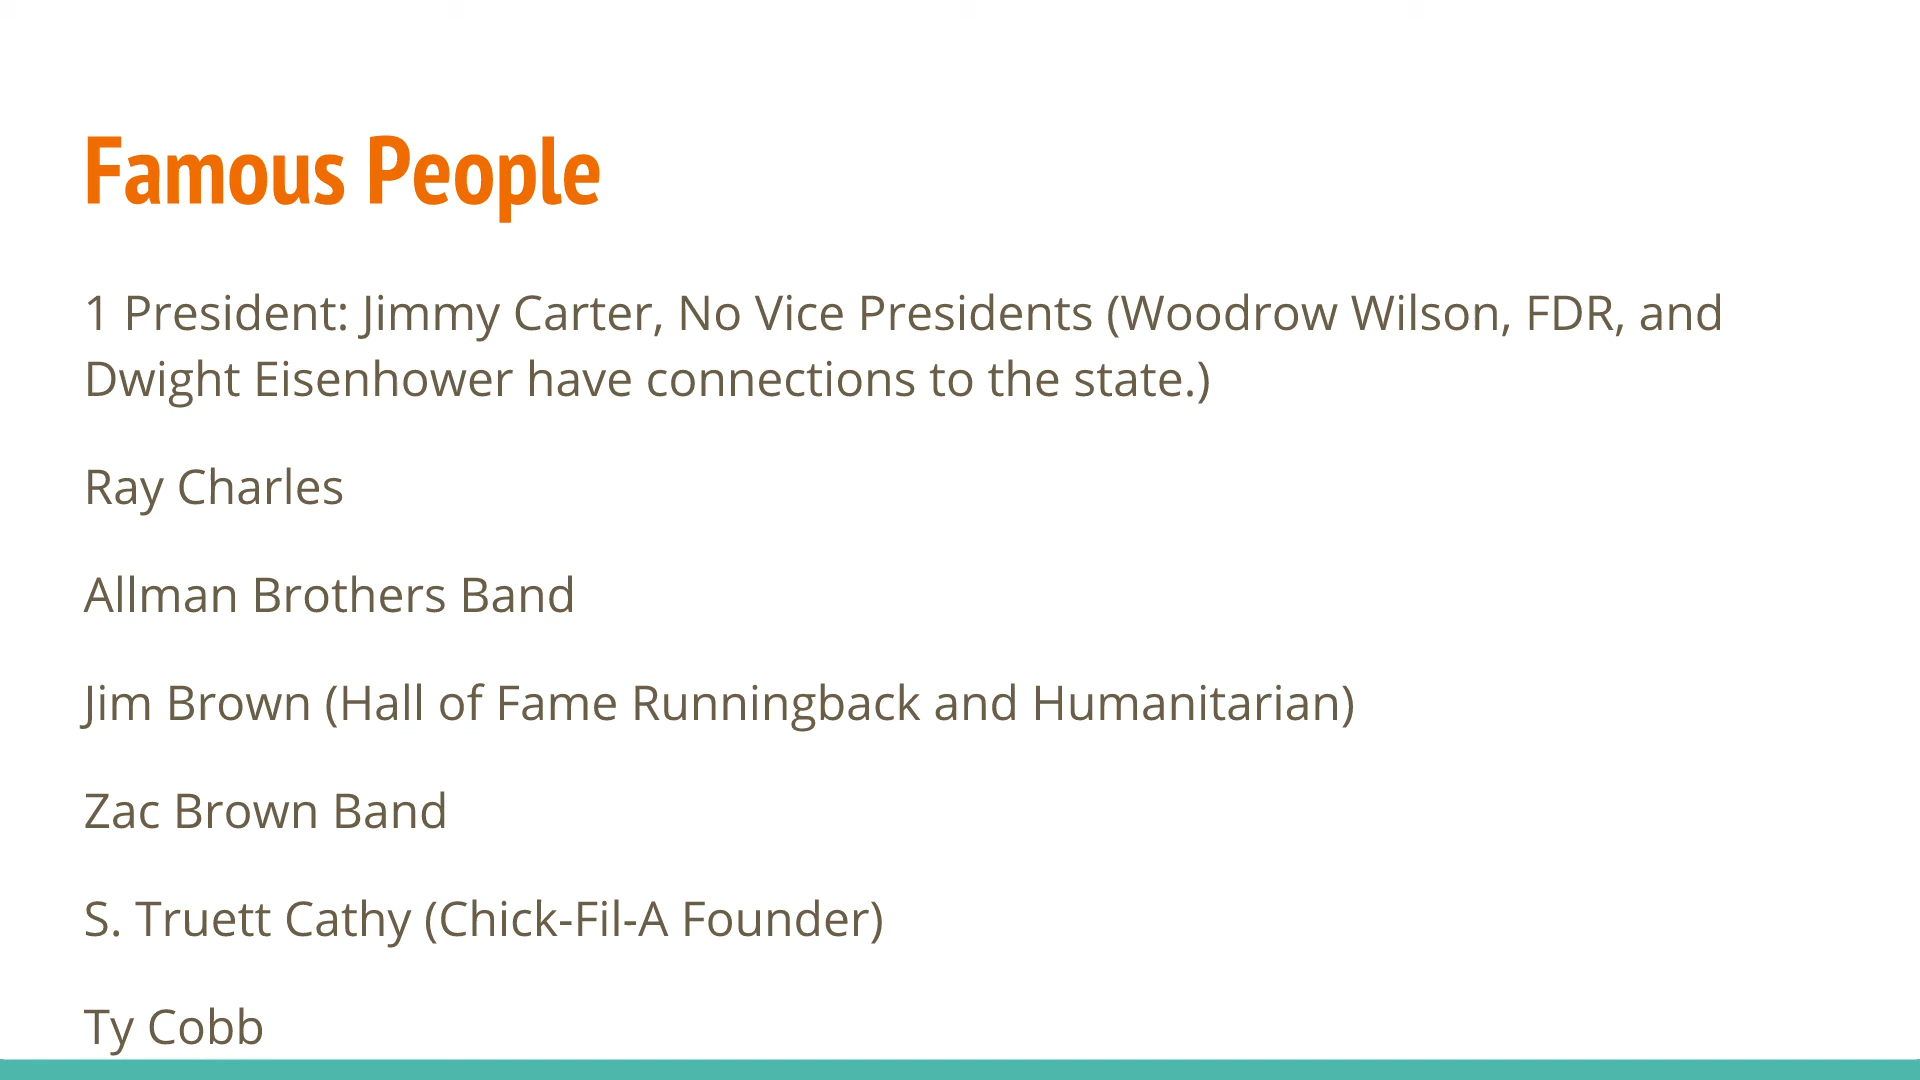 Famous People
1 President: Jimmy Carter, No Vice Presidents (Woodrow Wilson, FDR, and
Dwight Eisenhower have connections to the state.)
Ray Charles
Allman Brothers Band
Jim Brown (Hall of Fame Runningback and Humanitarian)
Zac Brown Band
S. Truett Cathy (Chick-Fil-A Founder)
Ty Cobb